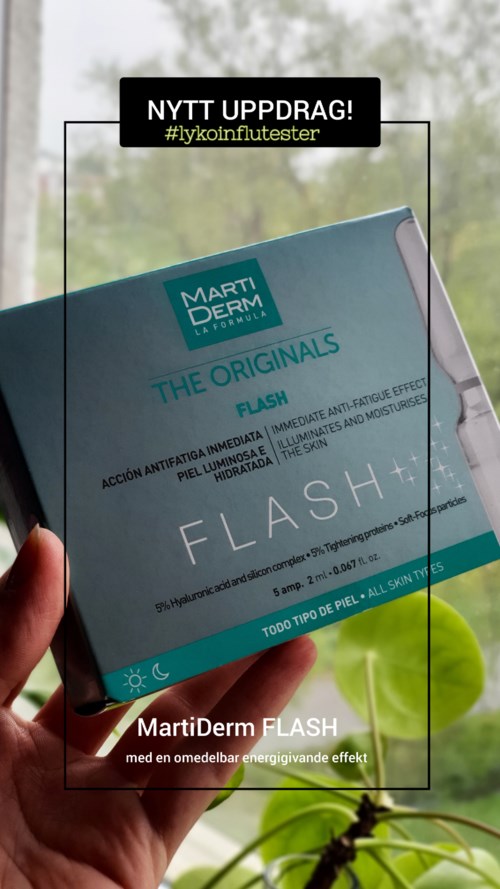 NYTT UPPDRAG!
#lykoinflutester
MARTI
DERM
LA FORMULA
THE ORIGINALS
FLASH
ACCIÓN ANTIFATIGA INMEDIATA
PIEL LUMINOSA E
HIDRATADA
IMMEDIATE ANTI-FATIGUE EFFECT
ILLUMINATES AND MOISTURISES
THE SKIN
FLASH
5% Hyaluronic acid and silicon complex • 5% Tightening proteins • Soft-Focus particles
5 amp. 2 ml - 0.067 fl. oz.
TODO TIPO DE PIEL • ALL SKIN TYPES
MartiDerm FLASH
med en omedelbar energigivande effekt